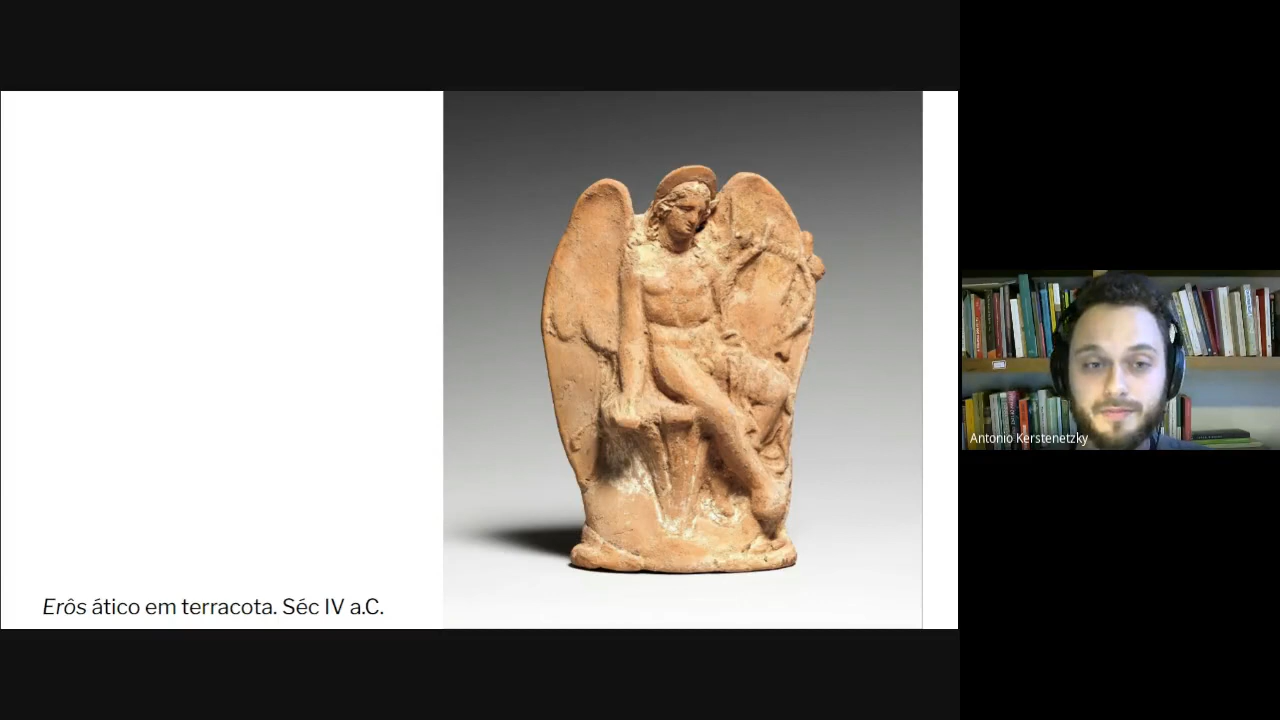 Erôs ático em terracota. Séc IV a.C.
Antonio Kerstenetzky